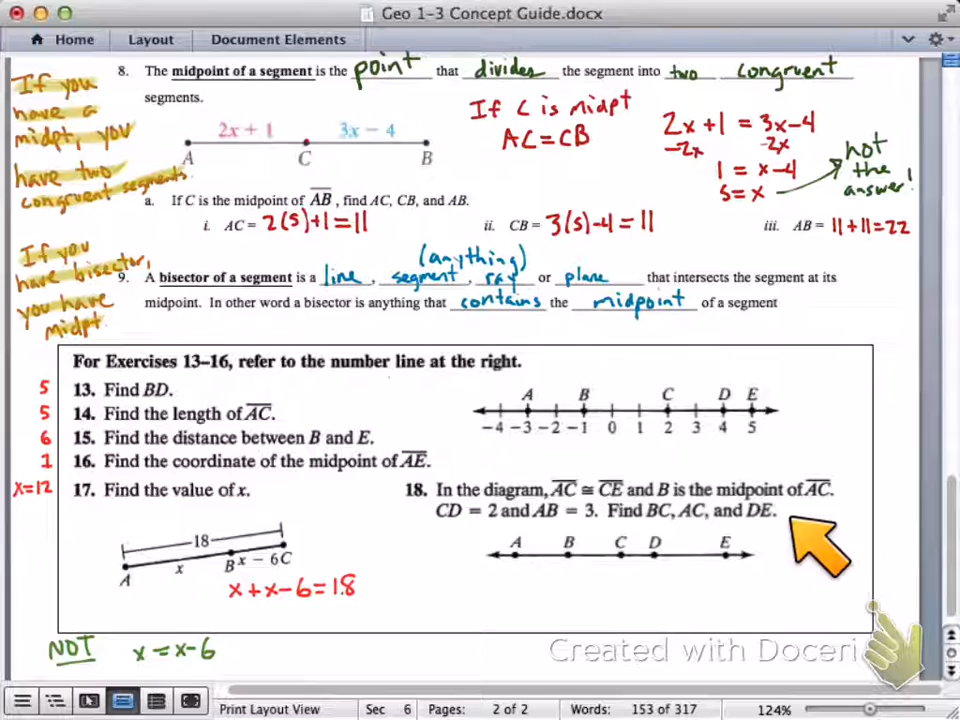 Geo 1-3 Concept Guide.docx
Home Layout Document Elements
If you
have a
midpt, you
have two
congruent segments.
8. The midpoint of a segment is the point that divides the segment into two congruent
segments.
2x + 1 3x − 4
A C B
If C is midpt
AC = CB
2x + 1 = 3x - 4
-2x -2x
1 = x - 4
5 = x
not
the
answer!
a. If C is the midpoint of AB, find AC, CB, and AB.
i. AC = 2(5)+1 = 11 ii. CB = 3(5)-4 = 11 iii. AB = 11+11=22
If you
have bisector,
you have
midpt.
(anything)
9. A bisector of a segment is a line, segment, ray or plane that intersects the segment at its
midpoint. In other word a bisector is anything that contains the midpoint of a segment
For Exercises 13–16, refer to the number line at the right.
5 13. Find BD.
5 14. Find the length of AC.
6 15. Find the distance between B and E.
1 16. Find the coordinate of the midpoint of AE.
A B C D E
−4 −3 −2 −1 0 1 2 3 4 5
x=12 17. Find the value of x.
18
A x B x − 6 C
x + x - 6 = 18
18. In the diagram, AC ≅ CE and B is the midpoint of AC.
CD = 2 and AB = 3. Find BC, AC, and DE.
A B C D E
NOT x = x - 6
Created with Doceri
Print Layout View Sec 6 Pages: 2 of 2 Words: 153 of 317 124%